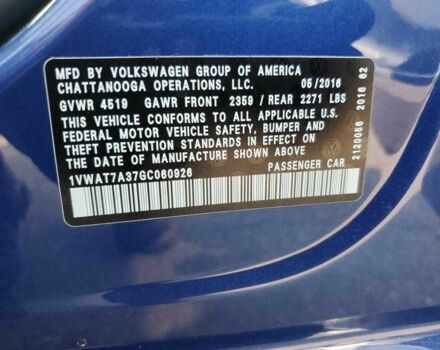 MFD BY VOLKSWAGEN GROUP OF AMERICA
CHATTANOOGA OPERATIONS, LLC. 05/2016
GVWR 4519 GAWR FRONT 2359 / REAR 2271 LBS
THIS VEHICLE CONFORMS TO ALL APPLICABLE U.S.
FEDERAL MOTOR VEHICLE SAFETY, BUMPER AND
THEFT PREVENTION STANDARDS IN EFFECT ON
THE DATE OF MANUFACTURE SHOWN ABOVE
1VWAT7A37GC060926 PASSENGER CAR
2120056 2016 62